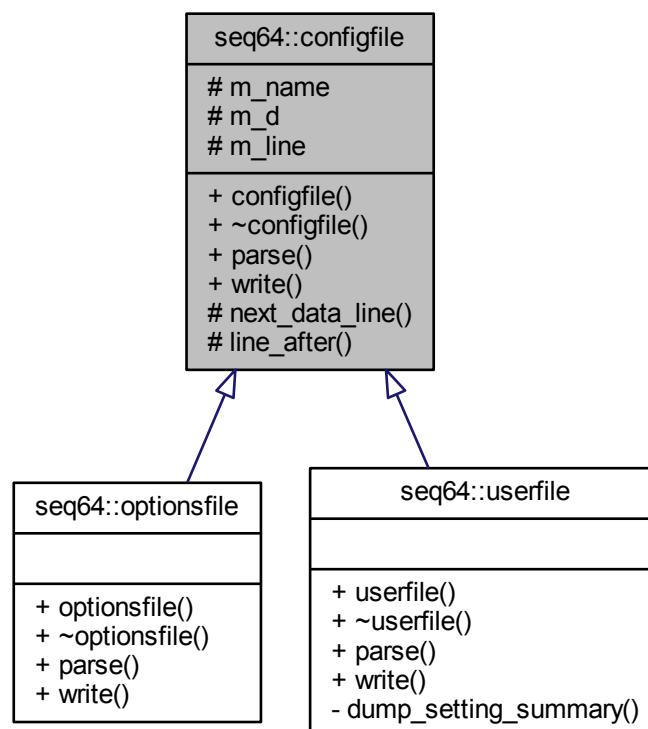 seq64::configfile
# m_name
# m_d
# m_line
+ configfile()
+ ~configfile()
+ parse()
+ write()
# next_data_line()
# line_after()
seq64::optionsfile
+ optionsfile()
+ ~optionsfile()
+ parse()
+ write()
seq64::userfile
+ userfile()
+ ~userfile()
+ parse()
+ write()
- dump_setting_summary()